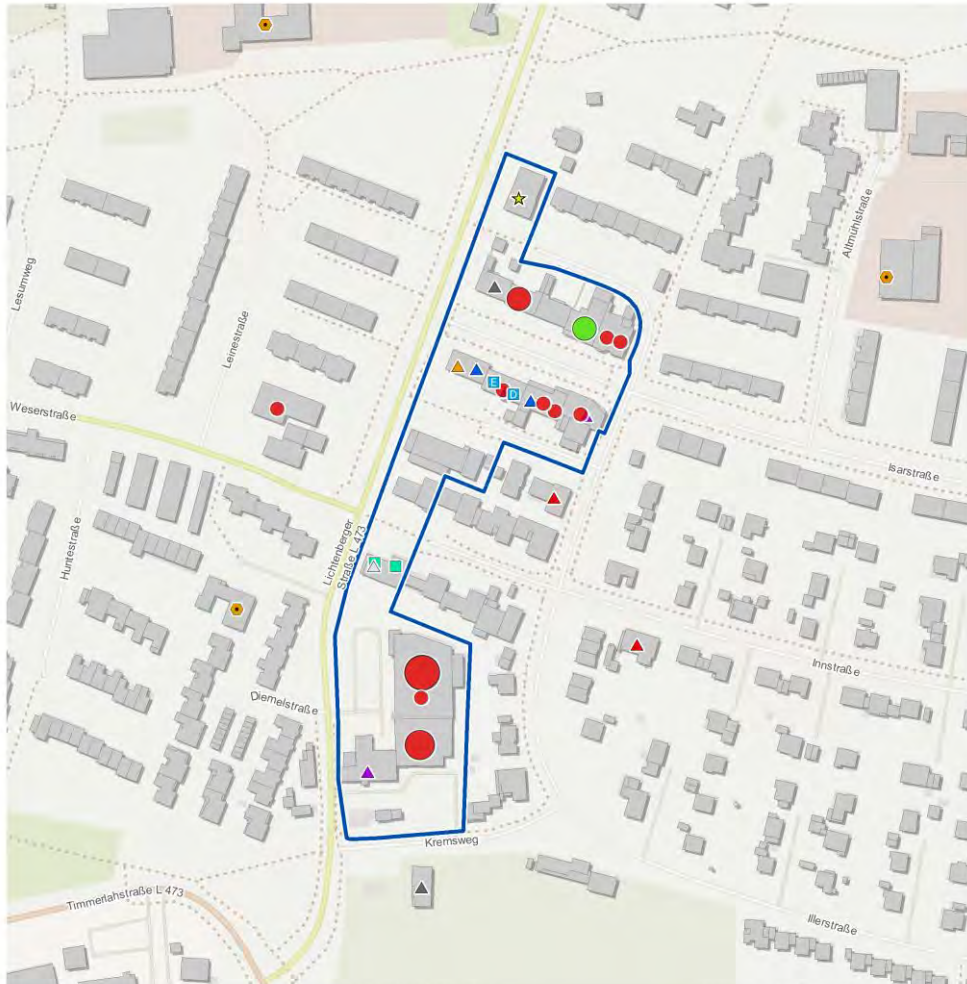 Lesumweg
Leinestraße
Altmühlstraße
Weserstraße
E
D
Isarstraße
Huntestraße
Lichtenberger
Straße L 473
Innstraße
Diemelstraße
Kremsweg
Timmerlahstraße L 473
Illerstraße